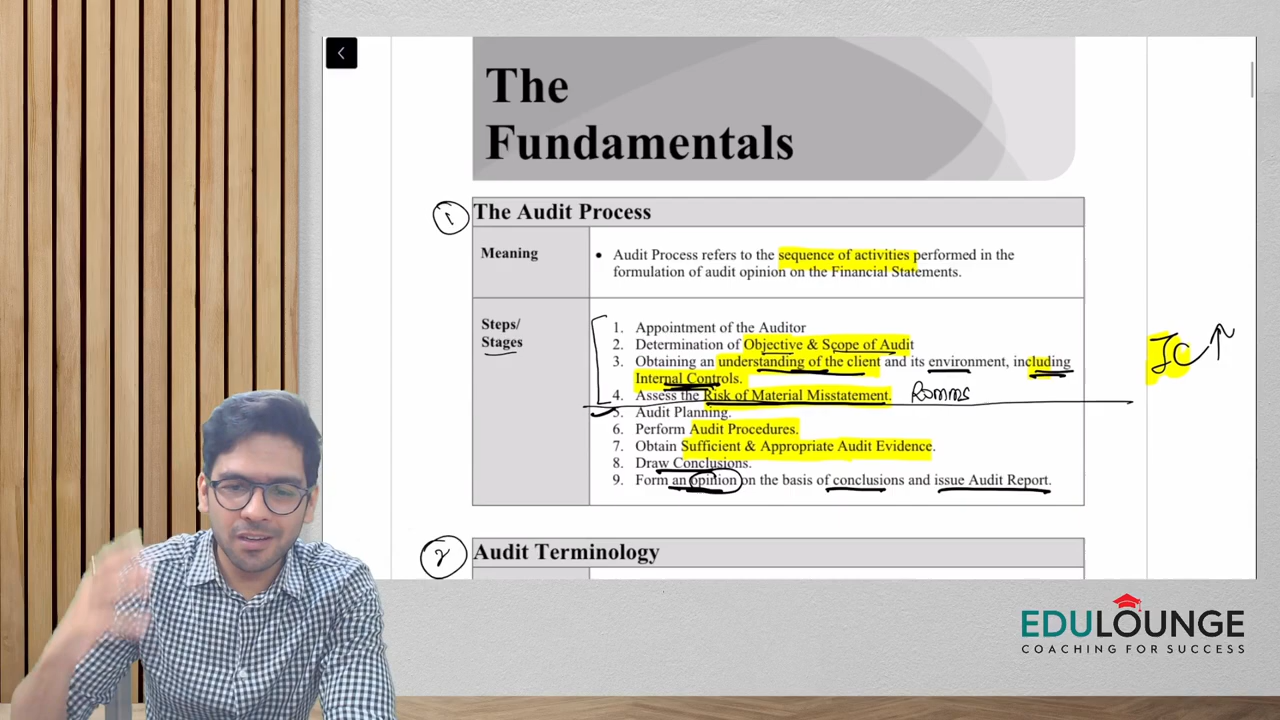 The
Fundamentals
1 The Audit Process
Meaning
• Audit Process refers to the sequence of activities performed in the
formulation of audit opinion on the Financial Statements.
Steps/
Stages
1. Appointment of the Auditor
2. Determination of Objective & Scope of Audit
3. Obtaining an understanding of the client and its environment, including
Internal Controls.
4. Assess the Risk of Material Misstatement. Romms
5. Audit Planning.
6. Perform Audit Procedures.
7. Obtain Sufficient & Appropriate Audit Evidence.
8. Draw Conclusions.
9. Form an opinion on the basis of conclusions and issue Audit Report.
IC↑
2 Audit Terminology
EDULOUNGE
COACHING FOR SUCCESS